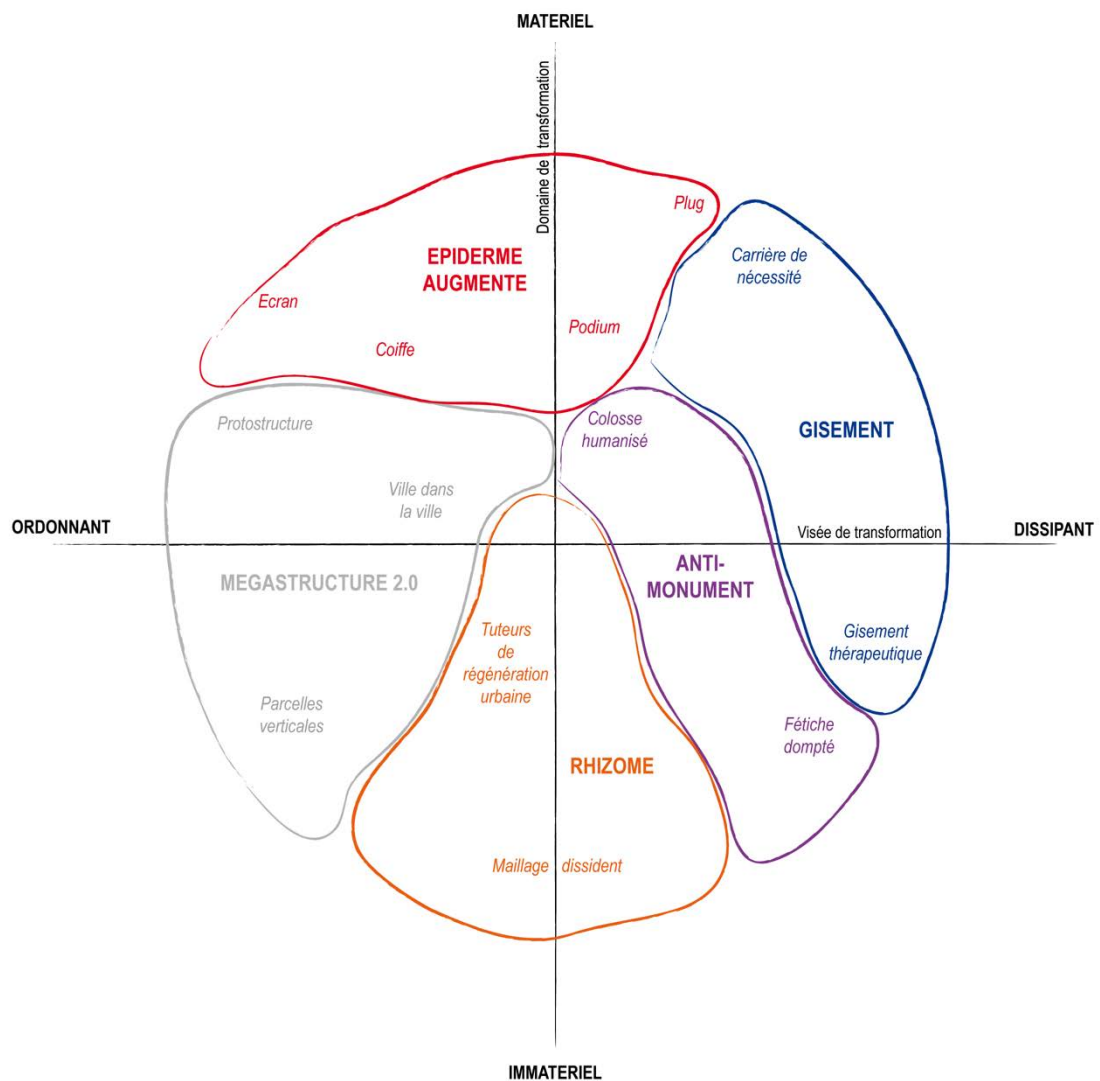 MATERIEL
Domaine de transformation
Plug
EPIDERME
AUGMENTE
Carrière de
nécessité
Ecran
Podium
Coiffe
Protostructure
Colosse
humanisé
GISEMENT
Ville dans
la ville
ORDONNANT
Visée de transformation
DISSIPANT
MEGASTRUCTURE 2.0
ANTI-
MONUMENT
Tuteurs
de
régénération
urbaine
Gisement
thérapeutique
Parcelles
verticales
Fétiche
dompté
RHIZOME
Maillage dissident
IMMATERIEL